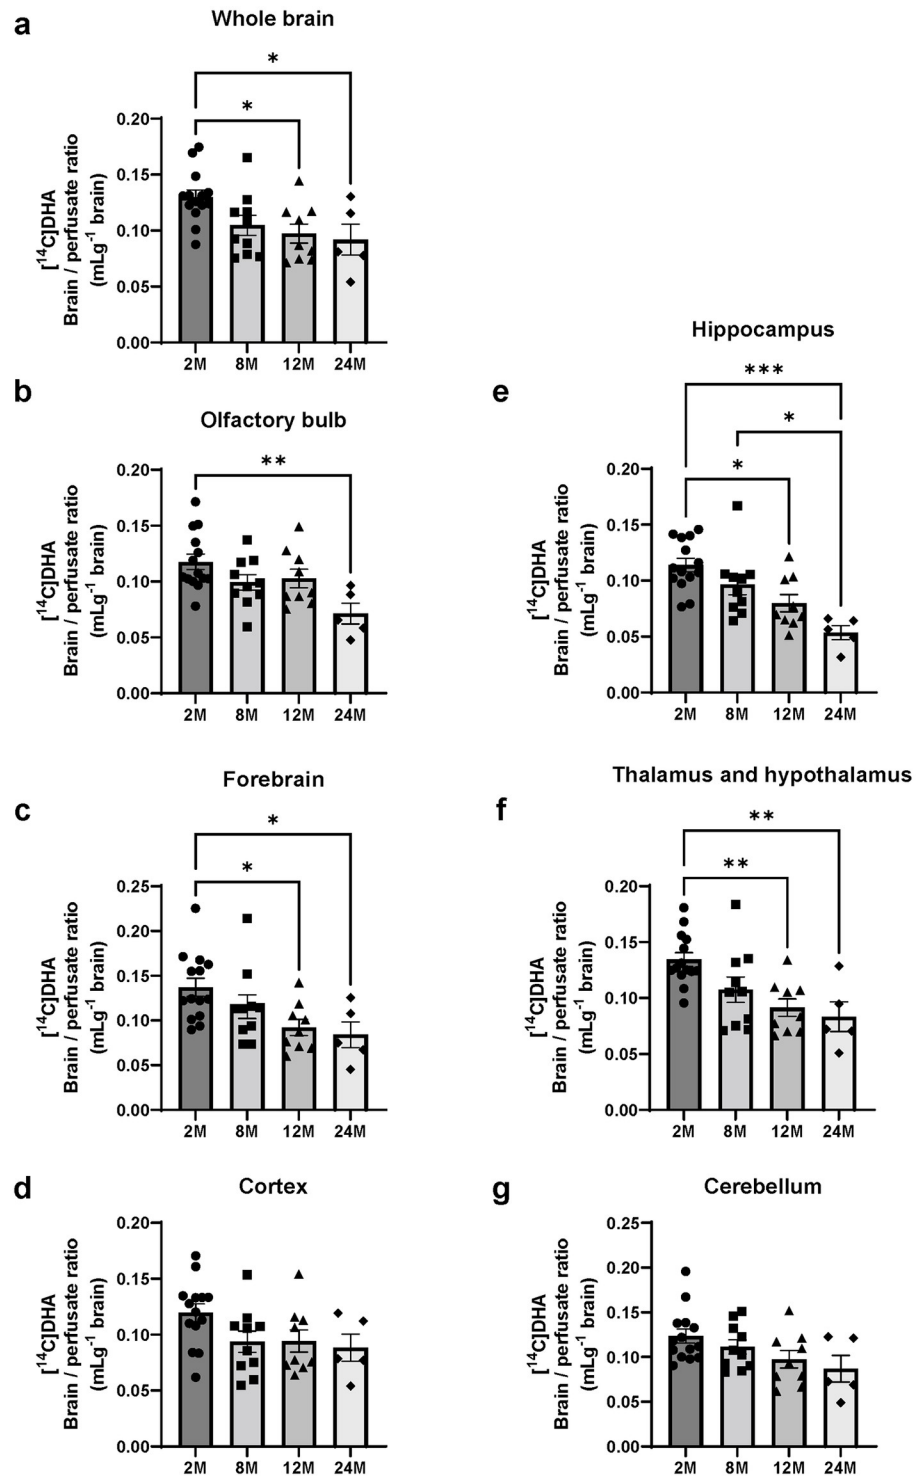 a
Whole brain
*
*
[¹⁴C]DHA
Brain / perfusate ratio
(mLg⁻¹ brain)
0.20
0.15
0.10
0.05
0.00
2M 8M 12M 24M
b
Olfactory bulb
**
[¹⁴C]DHA
Brain / perfusate ratio
(mLg⁻¹ brain)
0.20
0.15
0.10
0.05
0.00
2M 8M 12M 24M
c
Forebrain
*
*
[¹⁴C]DHA
Brain / perfusate ratio
(mLg⁻¹ brain)
0.25
0.20
0.15
0.10
0.05
0.00
2M 8M 12M 24M
d
Cortex
[¹⁴C]DHA
Brain / perfusate ratio
(mLg⁻¹ brain)
0.20
0.15
0.10
0.05
0.00
2M 8M 12M 24M
e
Hippocampus
***
*
*
[¹⁴C]DHA
Brain / perfusate ratio
(mLg⁻¹ brain)
0.20
0.15
0.10
0.05
0.00
2M 8M 12M 24M
f
Thalamus and hypothalamus
**
**
[¹⁴C]DHA
Brain / perfusate ratio
(mLg⁻¹ brain)
0.20
0.15
0.10
0.05
0.00
2M 8M 12M 24M
g
Cerebellum
[¹⁴C]DHA
Brain / perfusate ratio
(mLg⁻¹ brain)
0.25
0.20
0.15
0.10
0.05
0.00
2M 8M 12M 24M